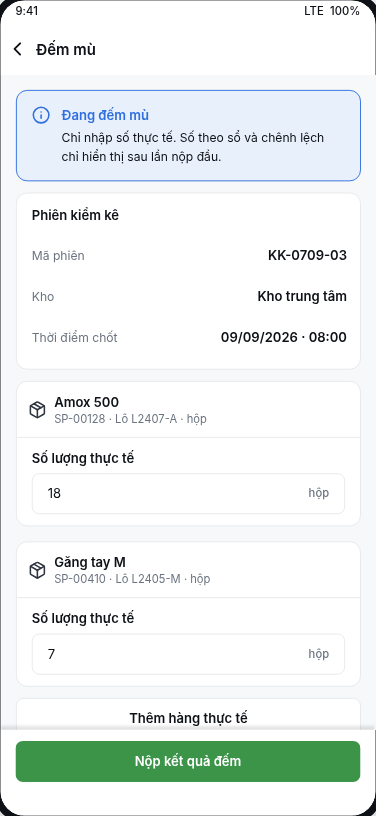 9:41 LTE 100%
Đếm mù
Đang đếm mù
Chỉ nhập số thực tế. Số theo sổ và chênh lệch
chỉ hiển thị sau lần nộp đầu.
Phiên kiểm kê
Mã phiên KK-0709-03
Kho Kho trung tâm
Thời điểm chốt 09/09/2026 · 08:00
Amox 500
SP-00128 · Lô L2407-A · hộp
Số lượng thực tế
18 hộp
Găng tay M
SP-00410 · Lô L2405-M · hộp
Số lượng thực tế
7 hộp
Thêm hàng thực tế
Nộp kết quả đếm